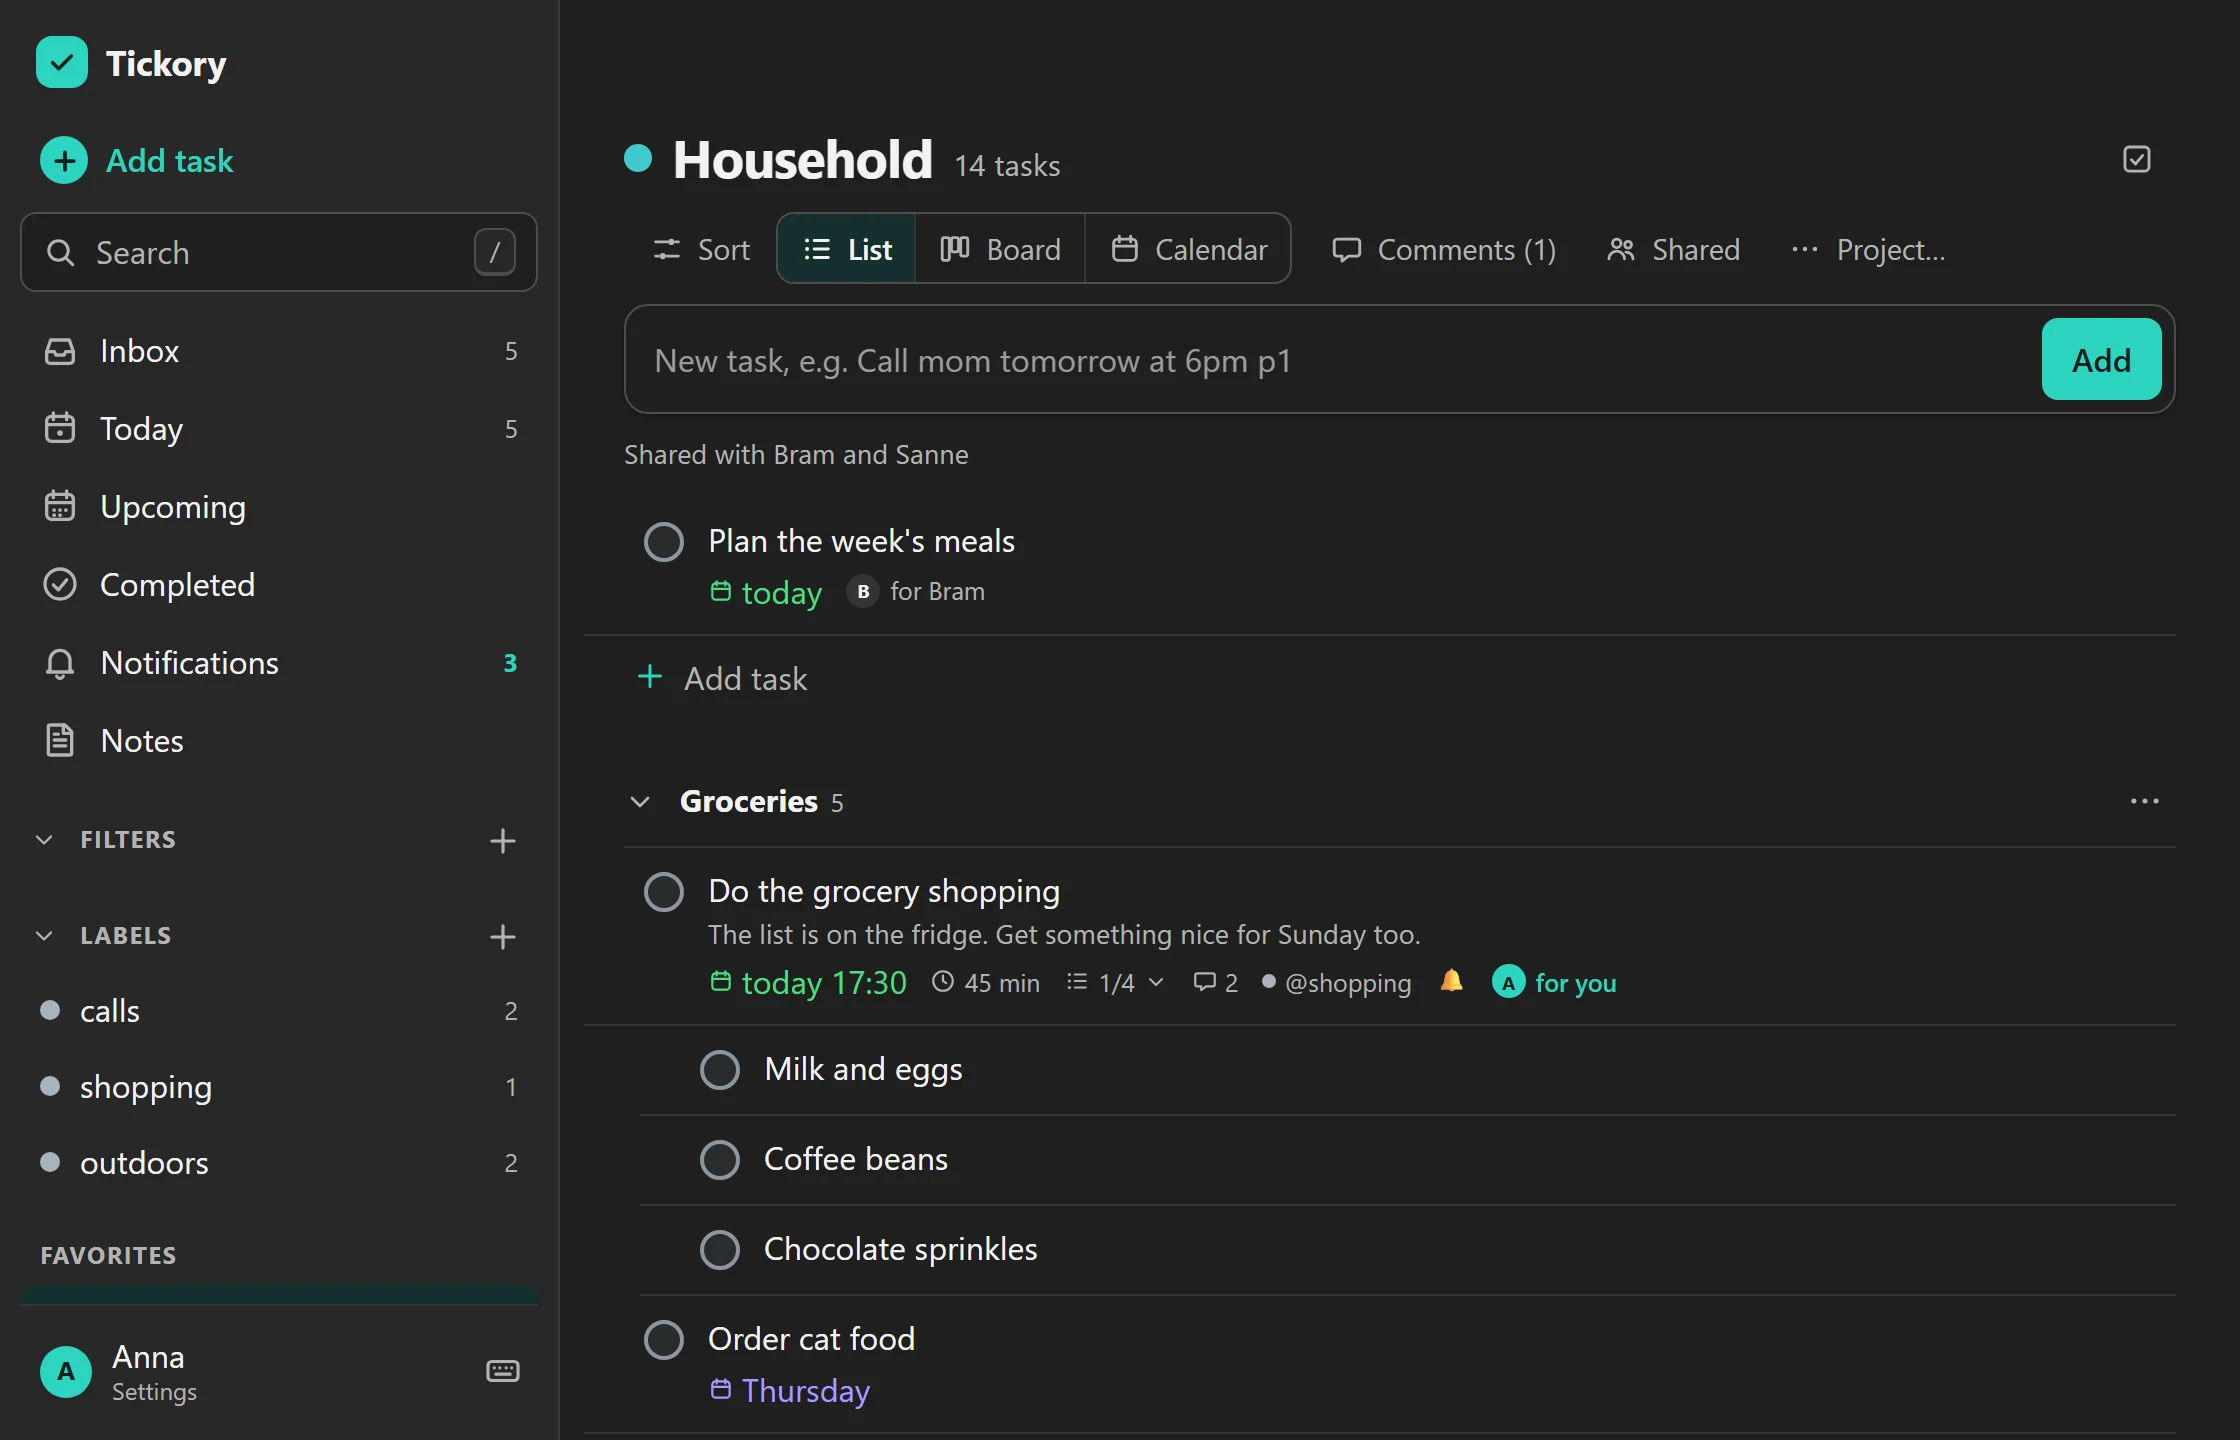 Tickory
Add task
Search /
Inbox 5
Today 5
Upcoming
Completed
Notifications 3
Notes
FILTERS
LABELS
calls 2
shopping 1
outdoors 2
FAVORITES
A Anna
Settings
Household 14 tasks
Sort List Board Calendar Comments (1) Shared Project...
New task, e.g. Call mom tomorrow at 6pm p1 Add
Shared with Bram and Sanne
Plan the week's meals
today B for Bram
Add task
Groceries 5
Do the grocery shopping
The list is on the fridge. Get something nice for Sunday too.
today 17:30 45 min 1/4 2 @shopping A for you
Milk and eggs
Coffee beans
Chocolate sprinkles
Order cat food
Thursday